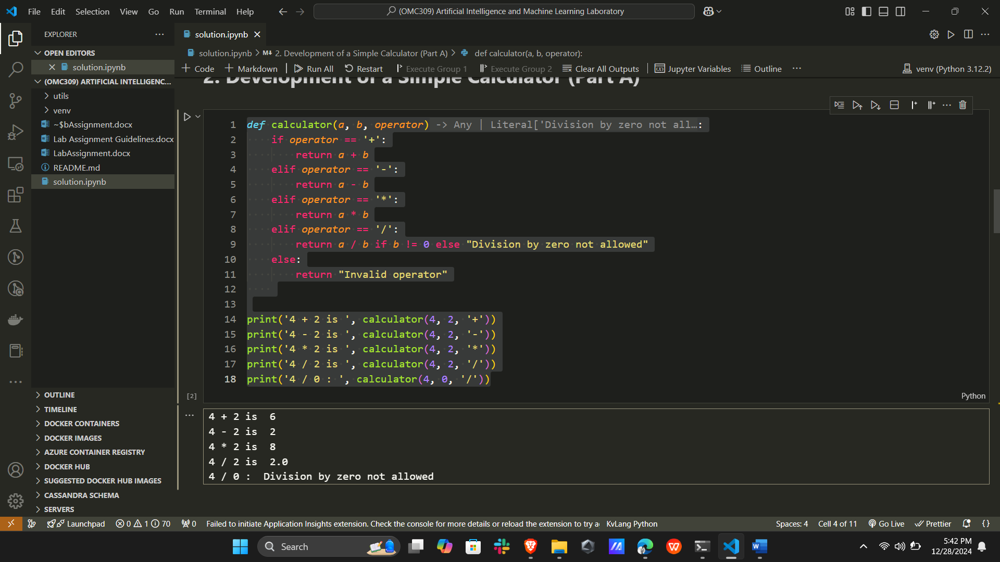 File Edit Selection View Go Run Terminal Help
(OMC309) Artificial Intelligence and Machine Learning Laboratory
EXPLORER
OPEN EDITORS
solution.ipynb
(OMC309) ARTIFICIAL INTELLIGENC...
utils
venv
~$bAssignment.docx
Lab Assignment Guidelines.docx
LabAssignment.docx
README.md
solution.ipynb
OUTLINE
TIMELINE
DOCKER CONTAINERS
DOCKER IMAGES
AZURE CONTAINER REGISTRY
DOCKER HUB
SUGGESTED DOCKER HUB IMAGES
CASSANDRA SCHEMA
SERVERS
solution.ipynb
solution.ipynb > M↓ 2. Development of a Simple Calculator (Part A) > def calculator(a, b, operator):
+ Code + Markdown | Run All Restart Execute Group 1 Execute Group 2 Clear All Outputs | Jupyter Variables Outline ... venv (Python 3.12.2)
2. Development of a Simple Calculator (Part A)
1 def calculator(a, b, operator) -> Any | Literal['Division by zero not all…:
2 if operator == '+':
3 return a + b
4 elif operator == '-':
5 return a - b
6 elif operator == '*':
7 return a * b
8 elif operator == '/':
9 return a / b if b != 0 else "Division by zero not allowed"
10 else:
11 return "Invalid operator"
12
13
14 print('4 + 2 is ', calculator(4, 2, '+'))
15 print('4 - 2 is ', calculator(4, 2, '-'))
16 print('4 * 2 is ', calculator(4, 2, '*'))
17 print('4 / 2 is ', calculator(4, 2, '/'))
18 print('4 / 0 : ', calculator(4, 0, '/'))
[2] Python
4 + 2 is  6
4 - 2 is  2
4 * 2 is  8
4 / 2 is  2.0
4 / 0 :  Division by zero not allowed
Launchpad 0 1 70 0 Failed to initiate Application Insights extension. Check the console for more details or reload the extension to try ag KvLang Python Spaces: 4 Cell 4 of 11 Go Live Prettier {}
Search
5:42 PM
12/28/2024